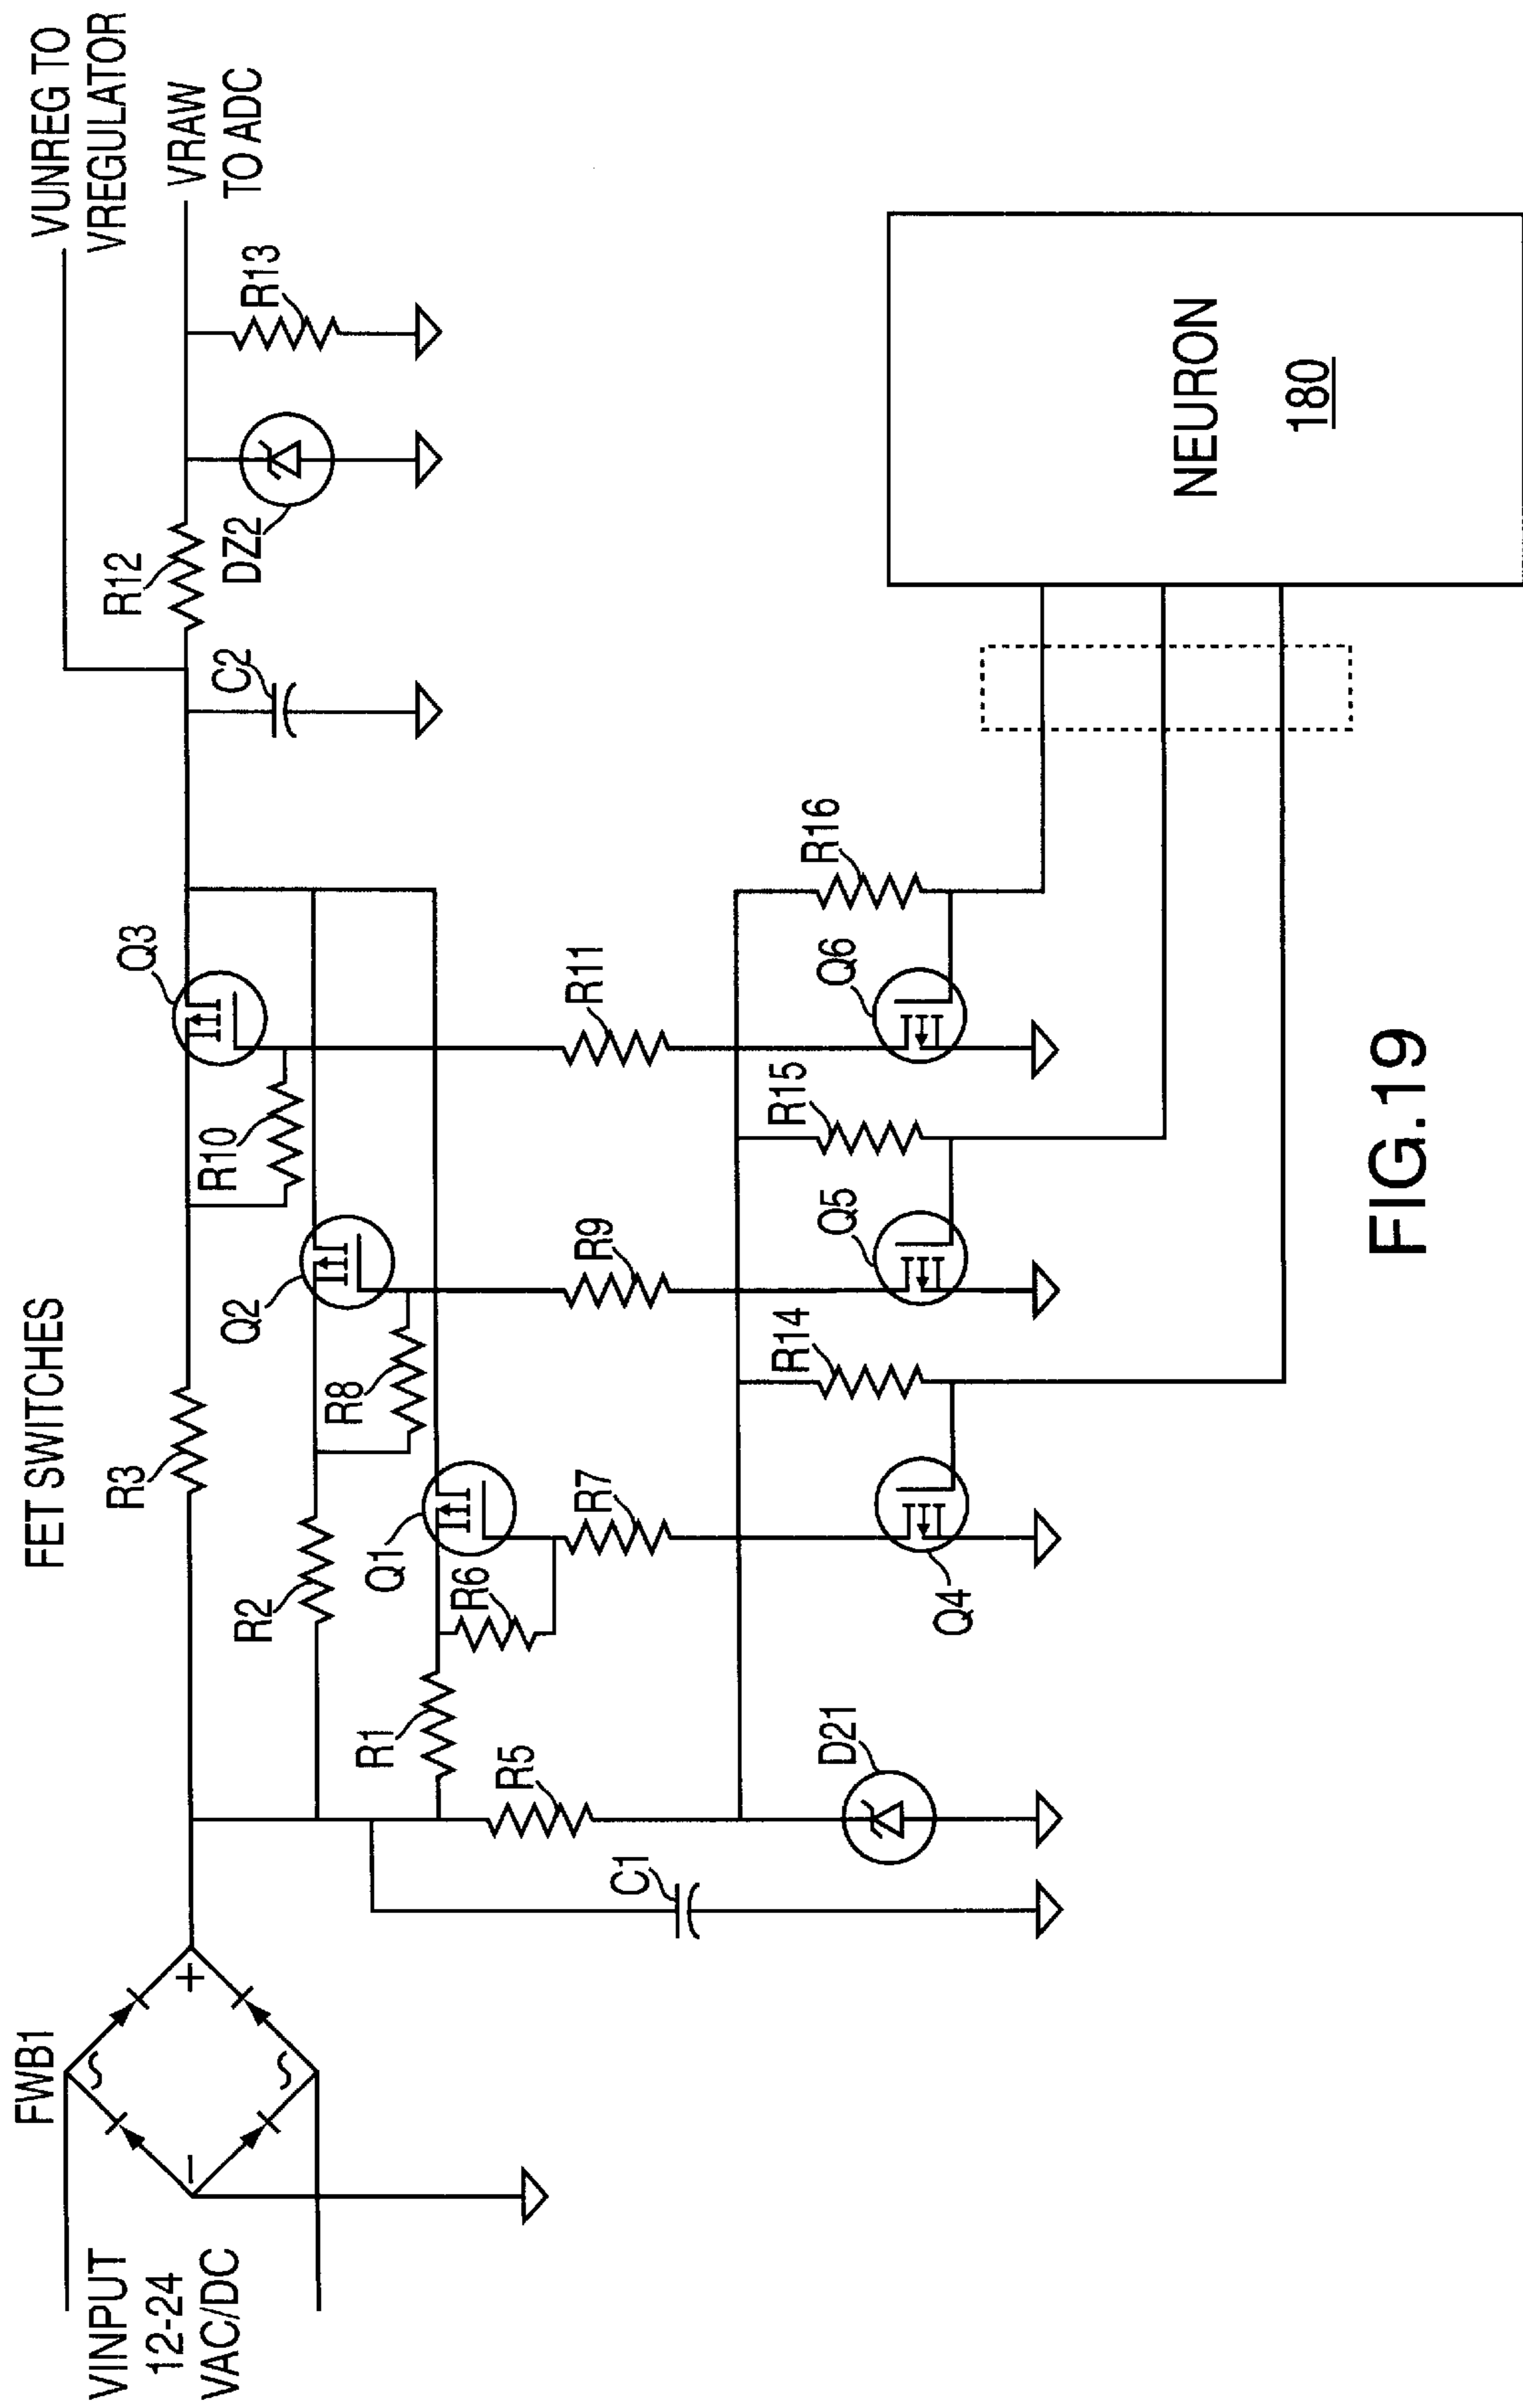 FET SWITCHES
VUNREG TO
VREGULATOR
VRAW
TO ADC
FWB1
VINPUT
12-24
VAC/DC
+
−
~
~
R3
Q3
R12
R13
DZ2
C2
R10
R2
Q2
R8
R1
Q1
R6
R5
R7
R9
R11
C1
D21
Q4
R14
Q5
R15
Q6
R16
NEURON
180
FIG.19